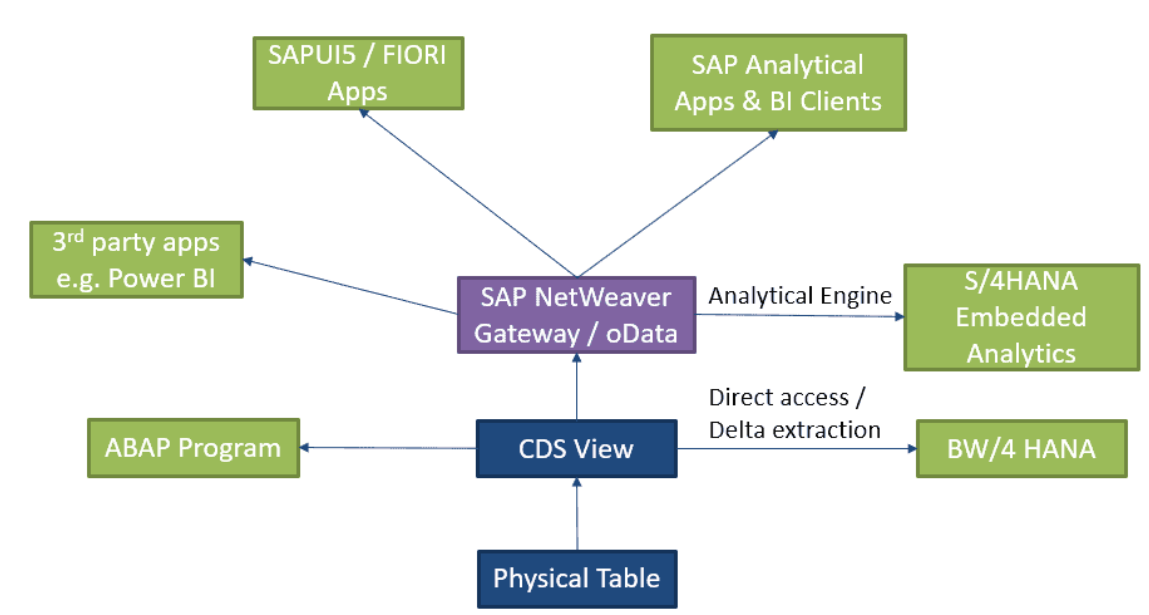 SAPUI5 / FIORI
Apps
SAP Analytical
Apps & BI Clients
3rd party apps
e.g. Power BI
SAP NetWeaver
Gateway / oData
Analytical Engine
S/4HANA
Embedded
Analytics
ABAP Program
CDS View
Direct access /
Delta extraction
BW/4 HANA
Physical Table